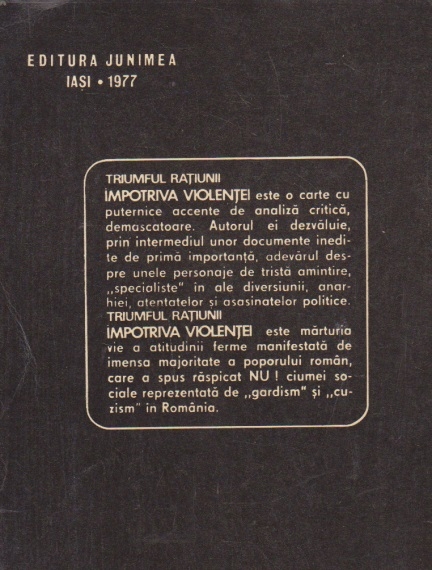 EDITURA JUNIMEA
IAȘI • 1977
TRIUMFUL RAȚIUNII
ÎMPOTRIVA VIOLENȚEI este o carte cu
puternice accente de analiză critică,
demascatoare. Autorul ei dezvăluie,
prin intermediul unor documente inedi-
te de primă importanță, adevărul des-
pre unele personaje de tristă amintire,
,,specialiste" în ale diversiunii, anar-
hiei, atentatelor și asasinatelor politice.
TRIUMFUL RAȚIUNII
ÎMPOTRIVA VIOLENȚEI este mărturia
vie a atitudinii ferme manifestată de
imensa majoritate a poporului român,
care a spus răspicat NU ! ciumei so-
ciale reprezentată de ,,gardism" și ,,cu-
zism" în România.